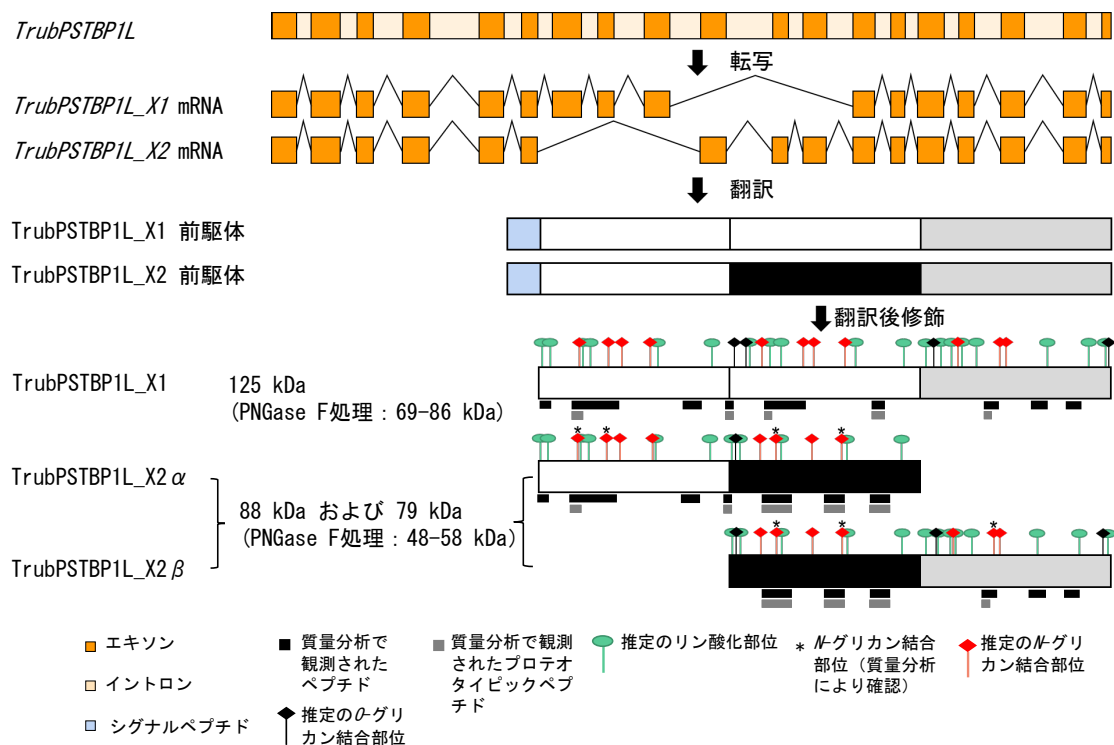 TrubPSTBP1L
転写
TrubPSTBP1L_X1 mRNA
TrubPSTBP1L_X2 mRNA
翻訳
TrubPSTBP1L_X1 前駆体
TrubPSTBP1L_X2 前駆体
翻訳後修飾
TrubPSTBP1L_X1
125 kDa
(PNGase F処理：69-86 kDa)
* * *
TrubPSTBP1L_X2α
88 kDa および 79 kDa
(PNGase F処理：48-58 kDa)
* * *
TrubPSTBP1L_X2β
エキソン
イントロン
シグナルペプチド
質量分析で
観測された
ペプチド
推定のO-グリ
カン結合部位
質量分析で観測
されたプロテオ
タイピックペプ
チド
推定のリン酸化部位
* N-グリカン結合
部位（質量分析
により確認）
推定のN-グリ
カン結合部位